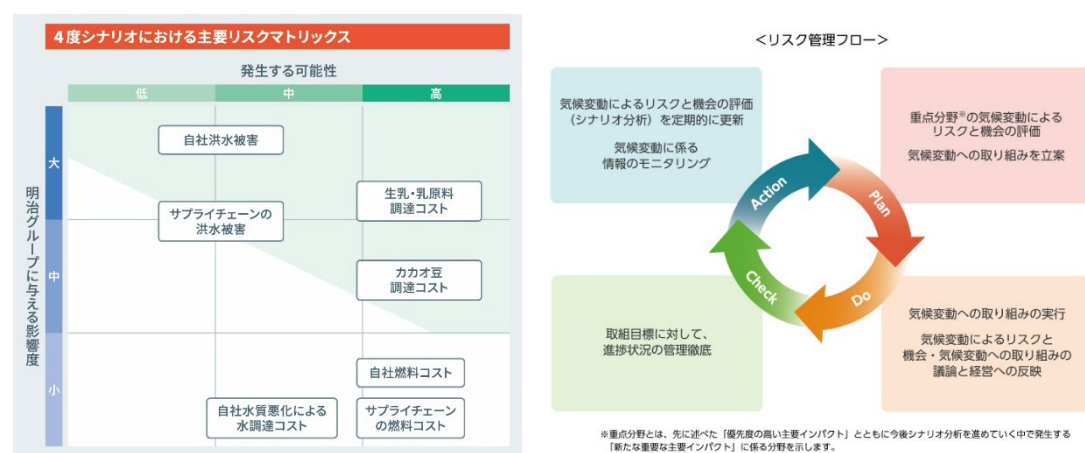 4度シナリオにおける主要リスクマトリックス
発生する可能性
低
中
高
明治グループに与える影響度
大
中
小
自社洪水被害
生乳・乳原料
調達コスト
サプライチェーンの
洪水被害
カカオ豆
調達コスト
自社燃料コスト
自社水質悪化による
水調達コスト
サプライチェーン
の燃料コスト
<リスク管理フロー>
気候変動によるリスクと機会の評価
（シナリオ分析）を定期的に更新
気候変動に係る
情報のモニタリング
重点分野※の気候変動による
リスクと機会の評価
気候変動への取り組みを立案
Action
Plan
Check
Do
取組目標に対して、
進捗状況の管理徹底
気候変動への取り組みの実行
気候変動によるリスクと
機会・気候変動への取り組みの
議論と経営への反映
※重点分野とは、先に述べた「優先度の高い主要インパクト」とともに今後シナリオ分析を進めていく中で発生する
「新たな重要な主要インパクト」に係る分野を示します。